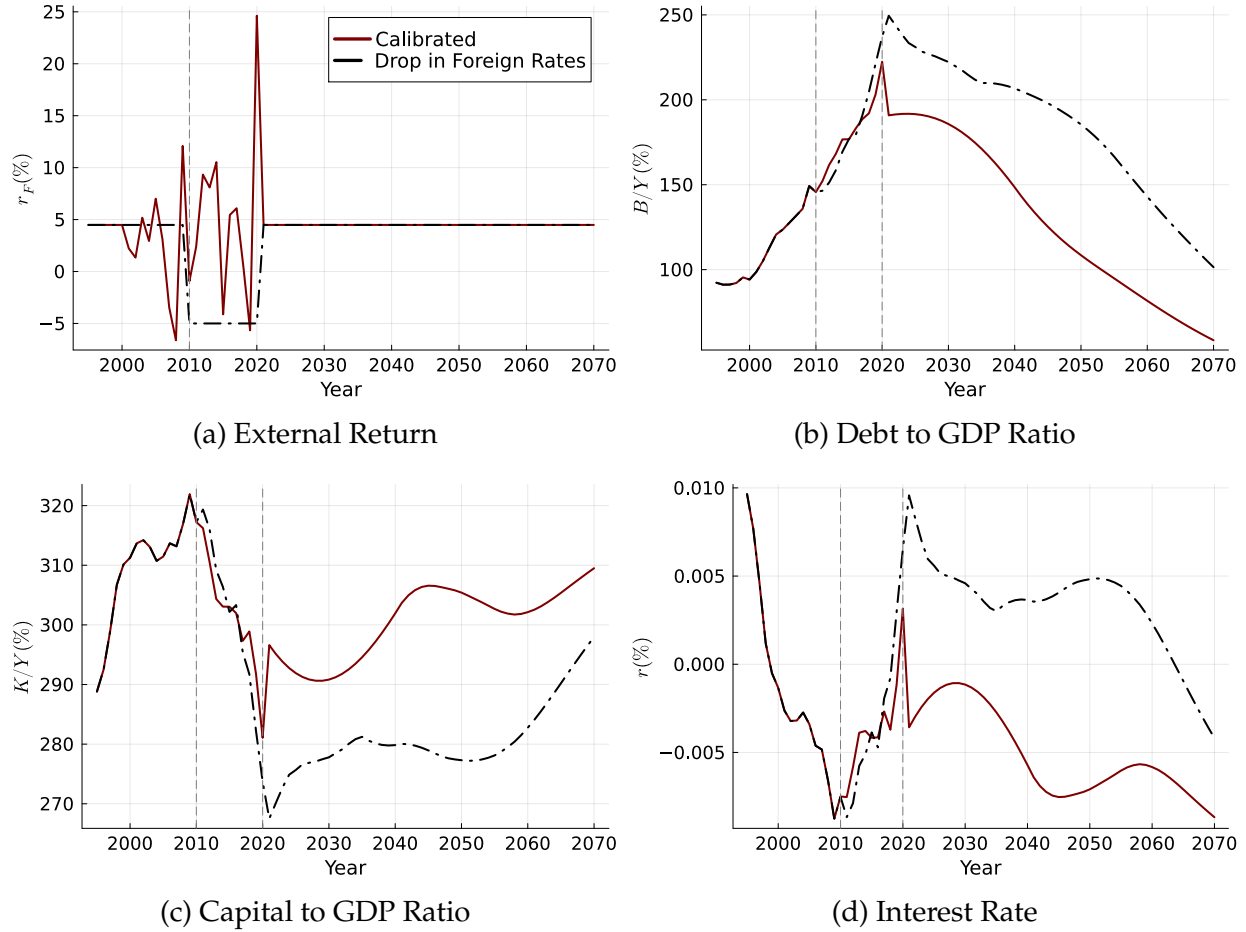 25
20
15
10
5
0
−5
r_F(%)
Calibrated
Drop in Foreign Rates
2000 2010 2020 2030 2040 2050 2060 2070
Year
(a) External Return
250
200
150
100
B/Y(%)
2000 2010 2020 2030 2040 2050 2060 2070
Year
(b) Debt to GDP Ratio
320
310
300
290
280
270
K/Y(%)
2000 2010 2020 2030 2040 2050 2060 2070
Year
(c) Capital to GDP Ratio
0.010
0.005
0.000
−0.005
r(%)
2000 2010 2020 2030 2040 2050 2060 2070
Year
(d) Interest Rate